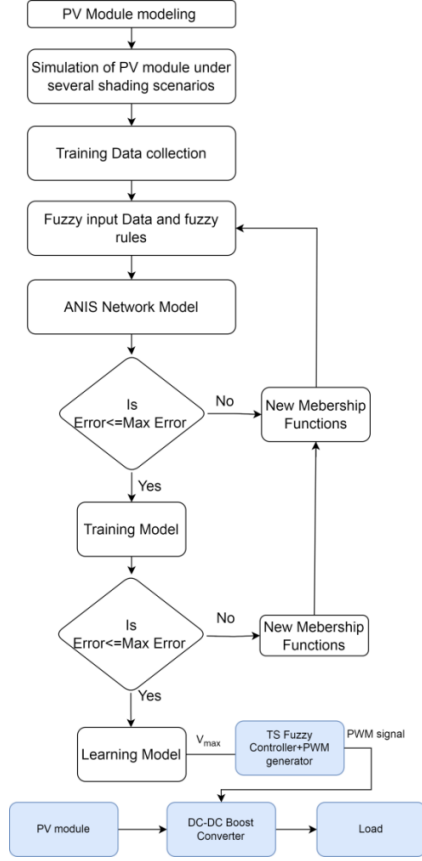 PV Module modeling
Simulation of PV module under
several shading scenarios
Training Data collection
Fuzzy input Data and fuzzy
rules
ANIS Network Model
Is
Error<=Max Error
No
New Mebership
Functions
Yes
Training Model
Is
Error<=Max Error
No
New Mebership
Functions
Yes
Learning Model
Vmax
TS Fuzzy
Controller+PWM
generator
PWM signal
PV module
DC-DC Boost
Converter
Load